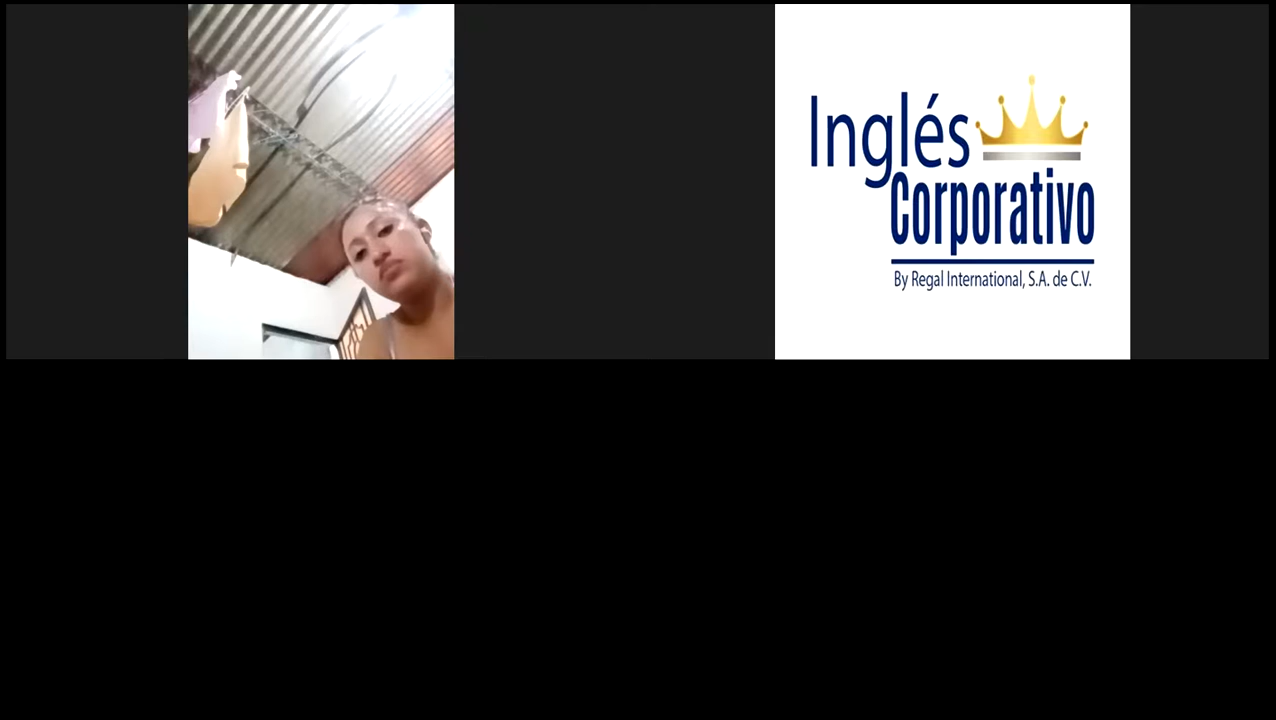 Inglés
Corporativo
By Regal International, S.A. de C.V.